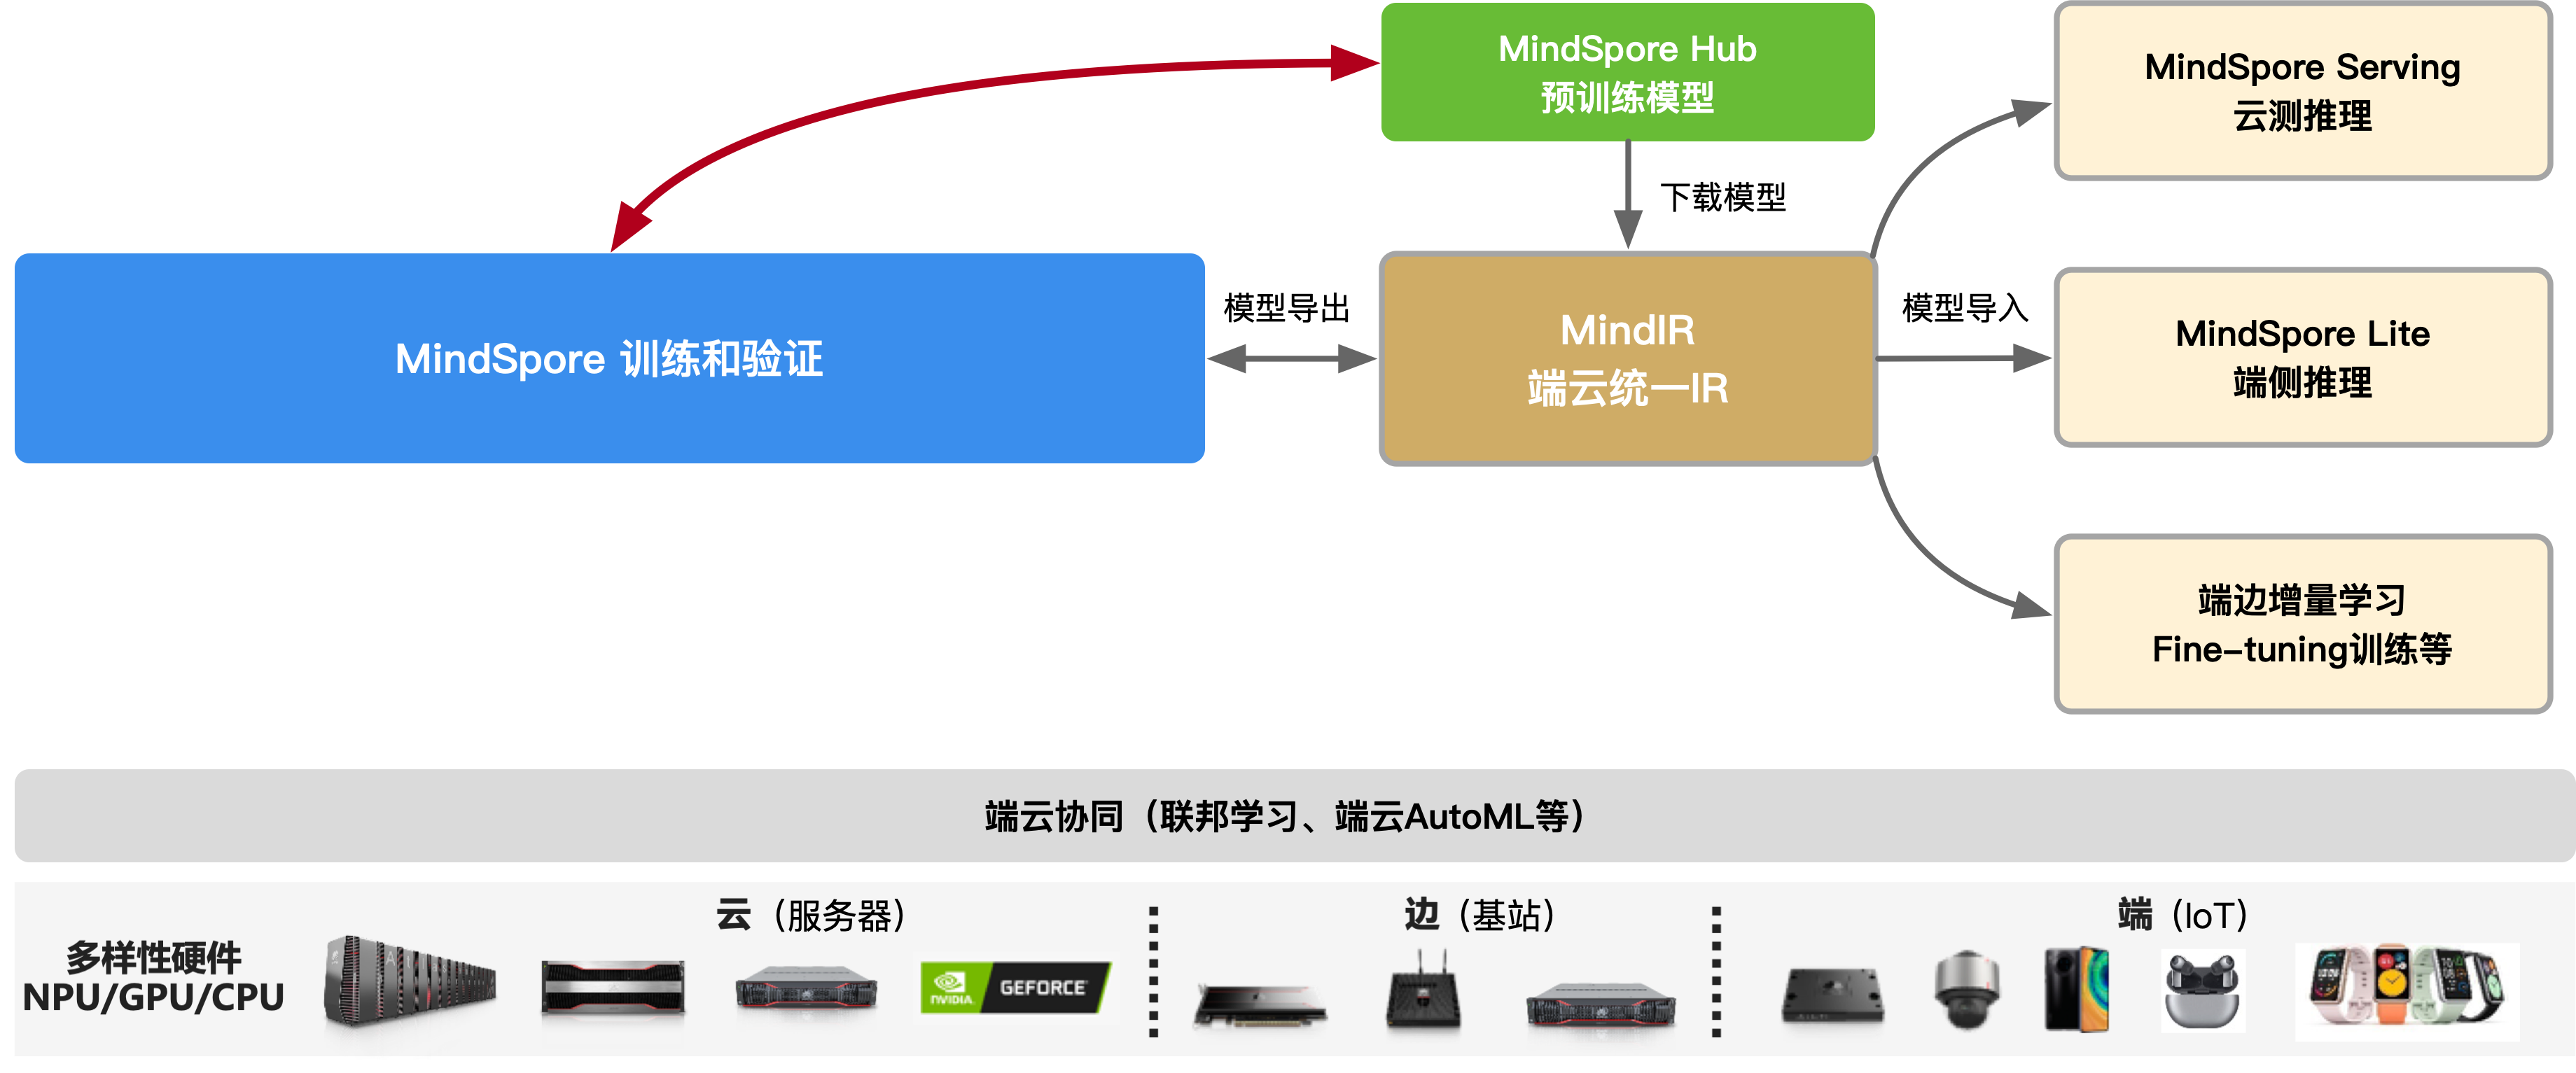 MindSpore Hub
预训练模型
MindSpore Serving
云测推理
下载模型
MindSpore 训练和验证
模型导出
MindIR
端云统一IR
模型导入
MindSpore Lite
端侧推理
端边增量学习
Fine-tuning训练等
端云协同（联邦学习、端云AutoML等）
云（服务器）
边（基站）
端（IoT）
多样性硬件
NPU/GPU/CPU
NVIDIA.
GEFORCE